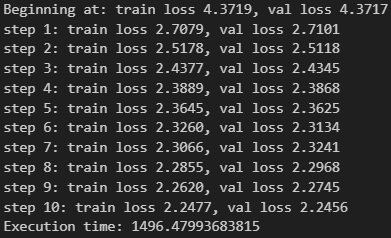 Beginning at: train loss 4.3719, val loss 4.3717
step 1: train loss 2.7079, val loss 2.7101
step 2: train loss 2.5178, val loss 2.5118
step 3: train loss 2.4377, val loss 2.4345
step 4: train loss 2.3889, val loss 2.3868
step 5: train loss 2.3645, val loss 2.3625
step 6: train loss 2.3260, val loss 2.3134
step 7: train loss 2.3066, val loss 2.3241
step 8: train loss 2.2855, val loss 2.2968
step 9: train loss 2.2620, val loss 2.2745
step 10: train loss 2.2477, val loss 2.2456
Execution time: 1496.47993683815